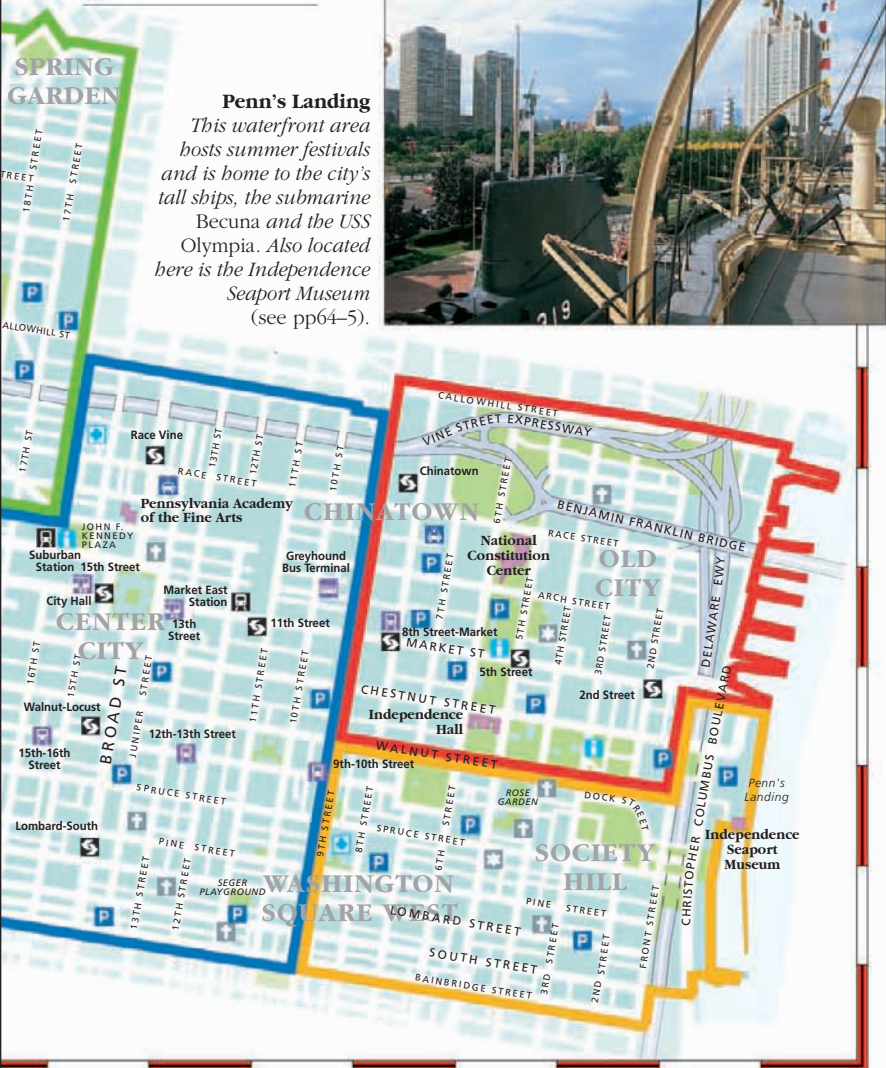 SPRING
GARDEN
18TH STREET
17TH STREET
TREET
ALLOWHILL ST
17TH ST
Penn's Landing
This waterfront area
hosts summer festivals
and is home to the city's
tall ships, the submarine
Becuna and the USS
Olympia. Also located
here is the Independence
Seaport Museum
(see pp64–5).
319
CALLOWHILL STREET
VINE STREET EXPRESSWAY
Race Vine
13TH ST
12TH ST
11TH ST
10TH ST
RACE STREET
Chinatown
6TH STREET
Pennsylvania Academy
of the Fine Arts
CHINATOWN
BENJAMIN FRANKLIN BRIDGE
JOHN F.
KENNEDY
PLAZA
Suburban
Station
15th Street
Greyhound
Bus Terminal
National
Constitution
Center
RACE STREET
OLD
CITY
City Hall
Market East
Station
13th
Street
11th Street
7TH STREET
5TH STREET
ARCH STREET
4TH STREET
3RD STREET
2ND STREET
DELAWARE EWY
CENTER
CITY
8th Street-Market
MARKET ST
5th Street
2nd Street
16TH ST
15TH ST
BROAD ST
JUNIPER STREET
11TH STREET
10TH STREET
CHESTNUT STREET
Independence
Hall
Walnut-Locust
15th-16th
Street
12th-13th Street
WALNUT STREET
9th-10th Street
CHRISTOPHER COLUMBUS BOULEVARD
Penn's
Landing
SPRUCE STREET
9TH STREET
8TH STREET
SPRUCE STREET
6TH STREET
ROSE
GARDEN
DOCK STREET
Independence
Seaport
Museum
Lombard-South
PINE STREET
13TH STREET
12TH STREET
SEGER
PLAYGROUND
WASHINGTON
SQUARE WEST
SOCIETY
HILL
LOMBARD STREET
PINE STREET
SOUTH STREET
3RD STREET
2ND STREET
FRONT STREET
BAINBRIDGE STREET